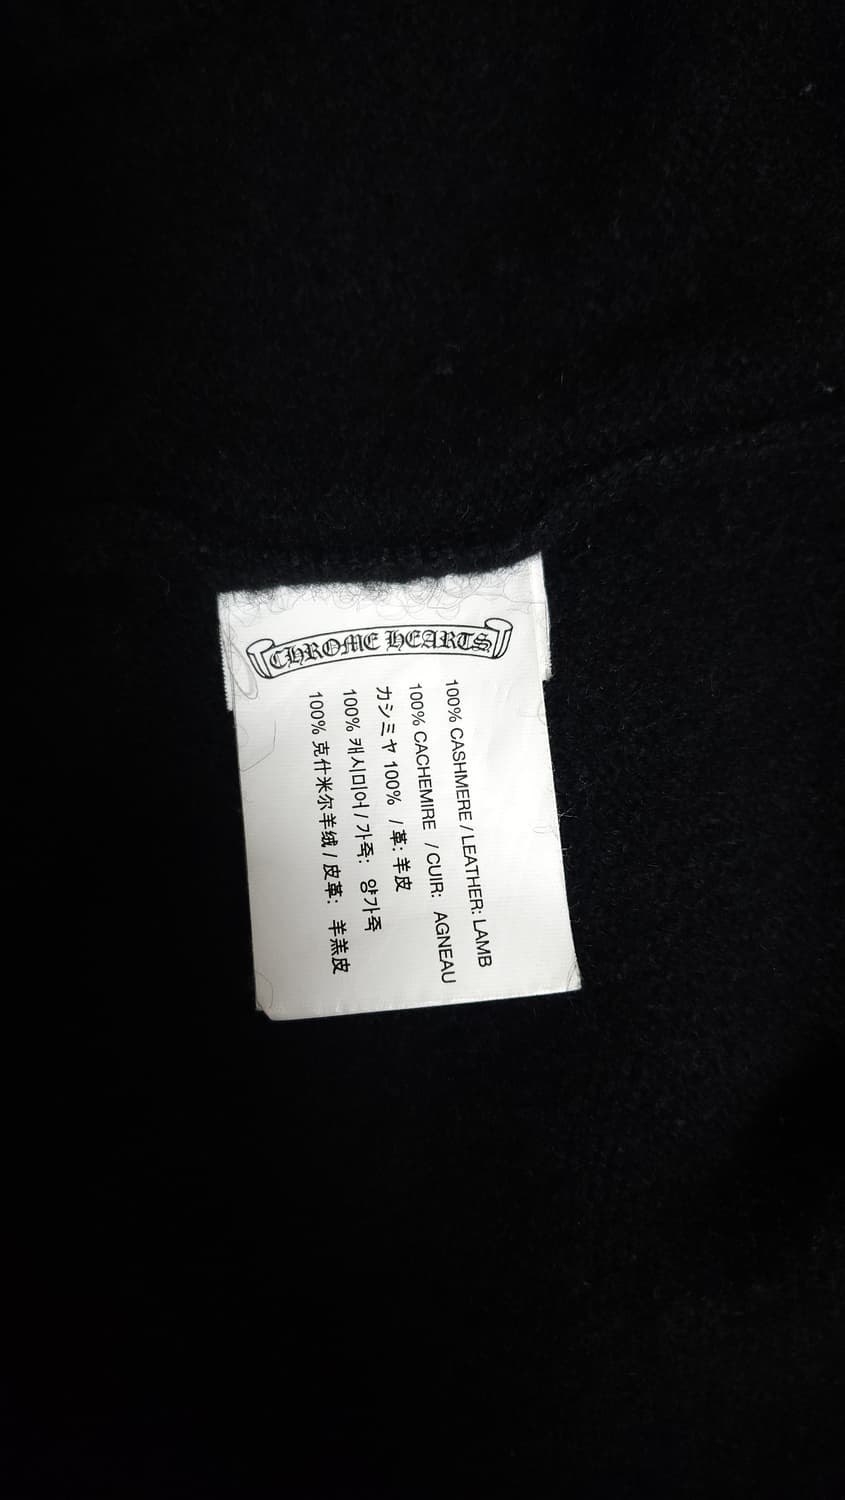 CHROME HEARTS
100% CASHMERE / LEATHER: LAMB
100% CACHEMIRE / CUIR: AGNEAU
カシミヤ 100% / 革: 羊皮
100% 캐시미어 / 가죽: 양가죽
100% 克什米尔羊绒 / 皮革: 羊羔皮